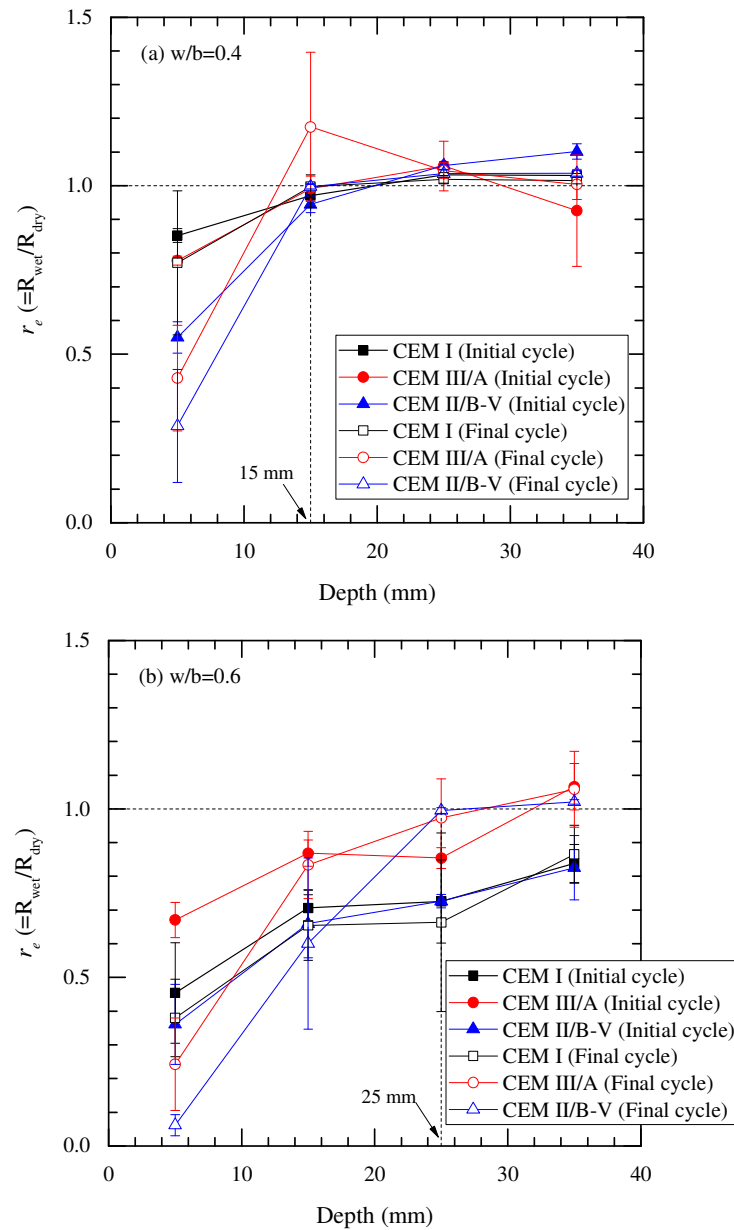 1.5
(a) w/b=0.4
1.0
0.5
0.0
rₑ (=R_wet/R_dry)
CEM I (Initial cycle)
CEM III/A (Initial cycle)
CEM II/B-V (Initial cycle)
CEM I (Final cycle)
CEM III/A (Final cycle)
CEM II/B-V (Final cycle)
15 mm
0 10 20 30 40
Depth (mm)
1.5
(b) w/b=0.6
1.0
0.5
0.0
rₑ (=R_wet/R_dry)
CEM I (Initial cycle)
CEM III/A (Initial cycle)
CEM II/B-V (Initial cycle)
CEM I (Final cycle)
CEM III/A (Final cycle)
CEM II/B-V (Final cycle)
25 mm
0 10 20 30 40
Depth (mm)